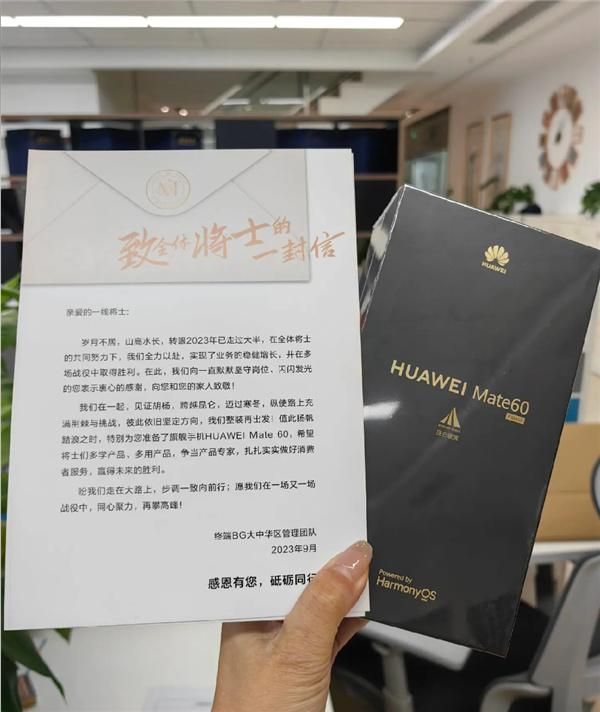 致全体将士的
一封信
亲爱的一线将士：
岁月不居，山高水长，转眼2023年已走过大半，在全体将士
的共同努力下，我们全力以赴，实现了业务的稳健增长，并在多
场战役中取得胜利。在此，我们向一直默默坚守岗位，闪闪发光
的您表示衷心的感谢，向您和您的家人致敬！
我们在一起，见证胡杨，跨越昆仑，迈过寒冬，纵使路上充
满荆棘与挑战，彼此依旧坚定方向，我们整装再出发！值此扬帆
踏浪之时，特别为您准备了旗舰手机HUAWEI Mate 60，希望
将士们多学产品、多用产品，争当产品专家，扎扎实实做好消费
者服务，赢得未来的胜利。
盼我们走在大路上，步调一致向前行；愿我们在一场又一场
战役中，同心聚力，再攀高峰！
终端BG大中华区管理团队
2023年9月
感恩有您，砥砺同行
HUAWEI
HUAWEI Mate60
Powered by
HarmonyOS